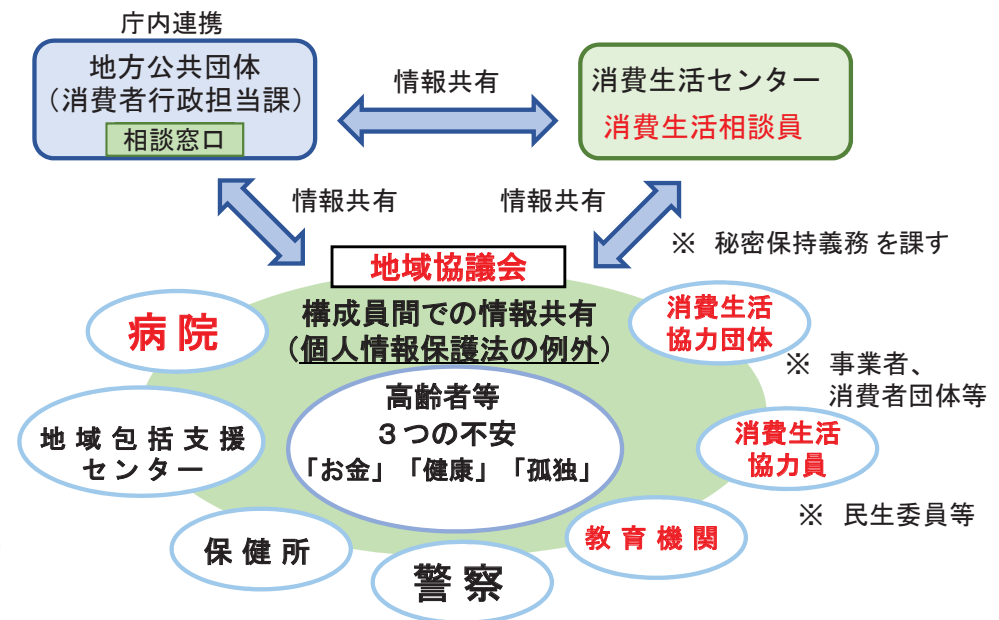 庁内連携
地方公共団体
（消費者行政担当課）
相談窓口
情報共有
消費生活センター
消費生活相談員
情報共有
情報共有
※　秘密保持義務 を課す
地域協議会
構成員間での情報共有
（個人情報保護法の例外）
高齢者等
３つの不安
「お金」「健康」「孤独」
病 院
消費生活
協力団体
※　事業者、
消費者団体等
地 域 包 括 支 援
セ ン タ ー
消費生活
協力員
※　民生委員等
保 健 所
教 育 機 関
警 察